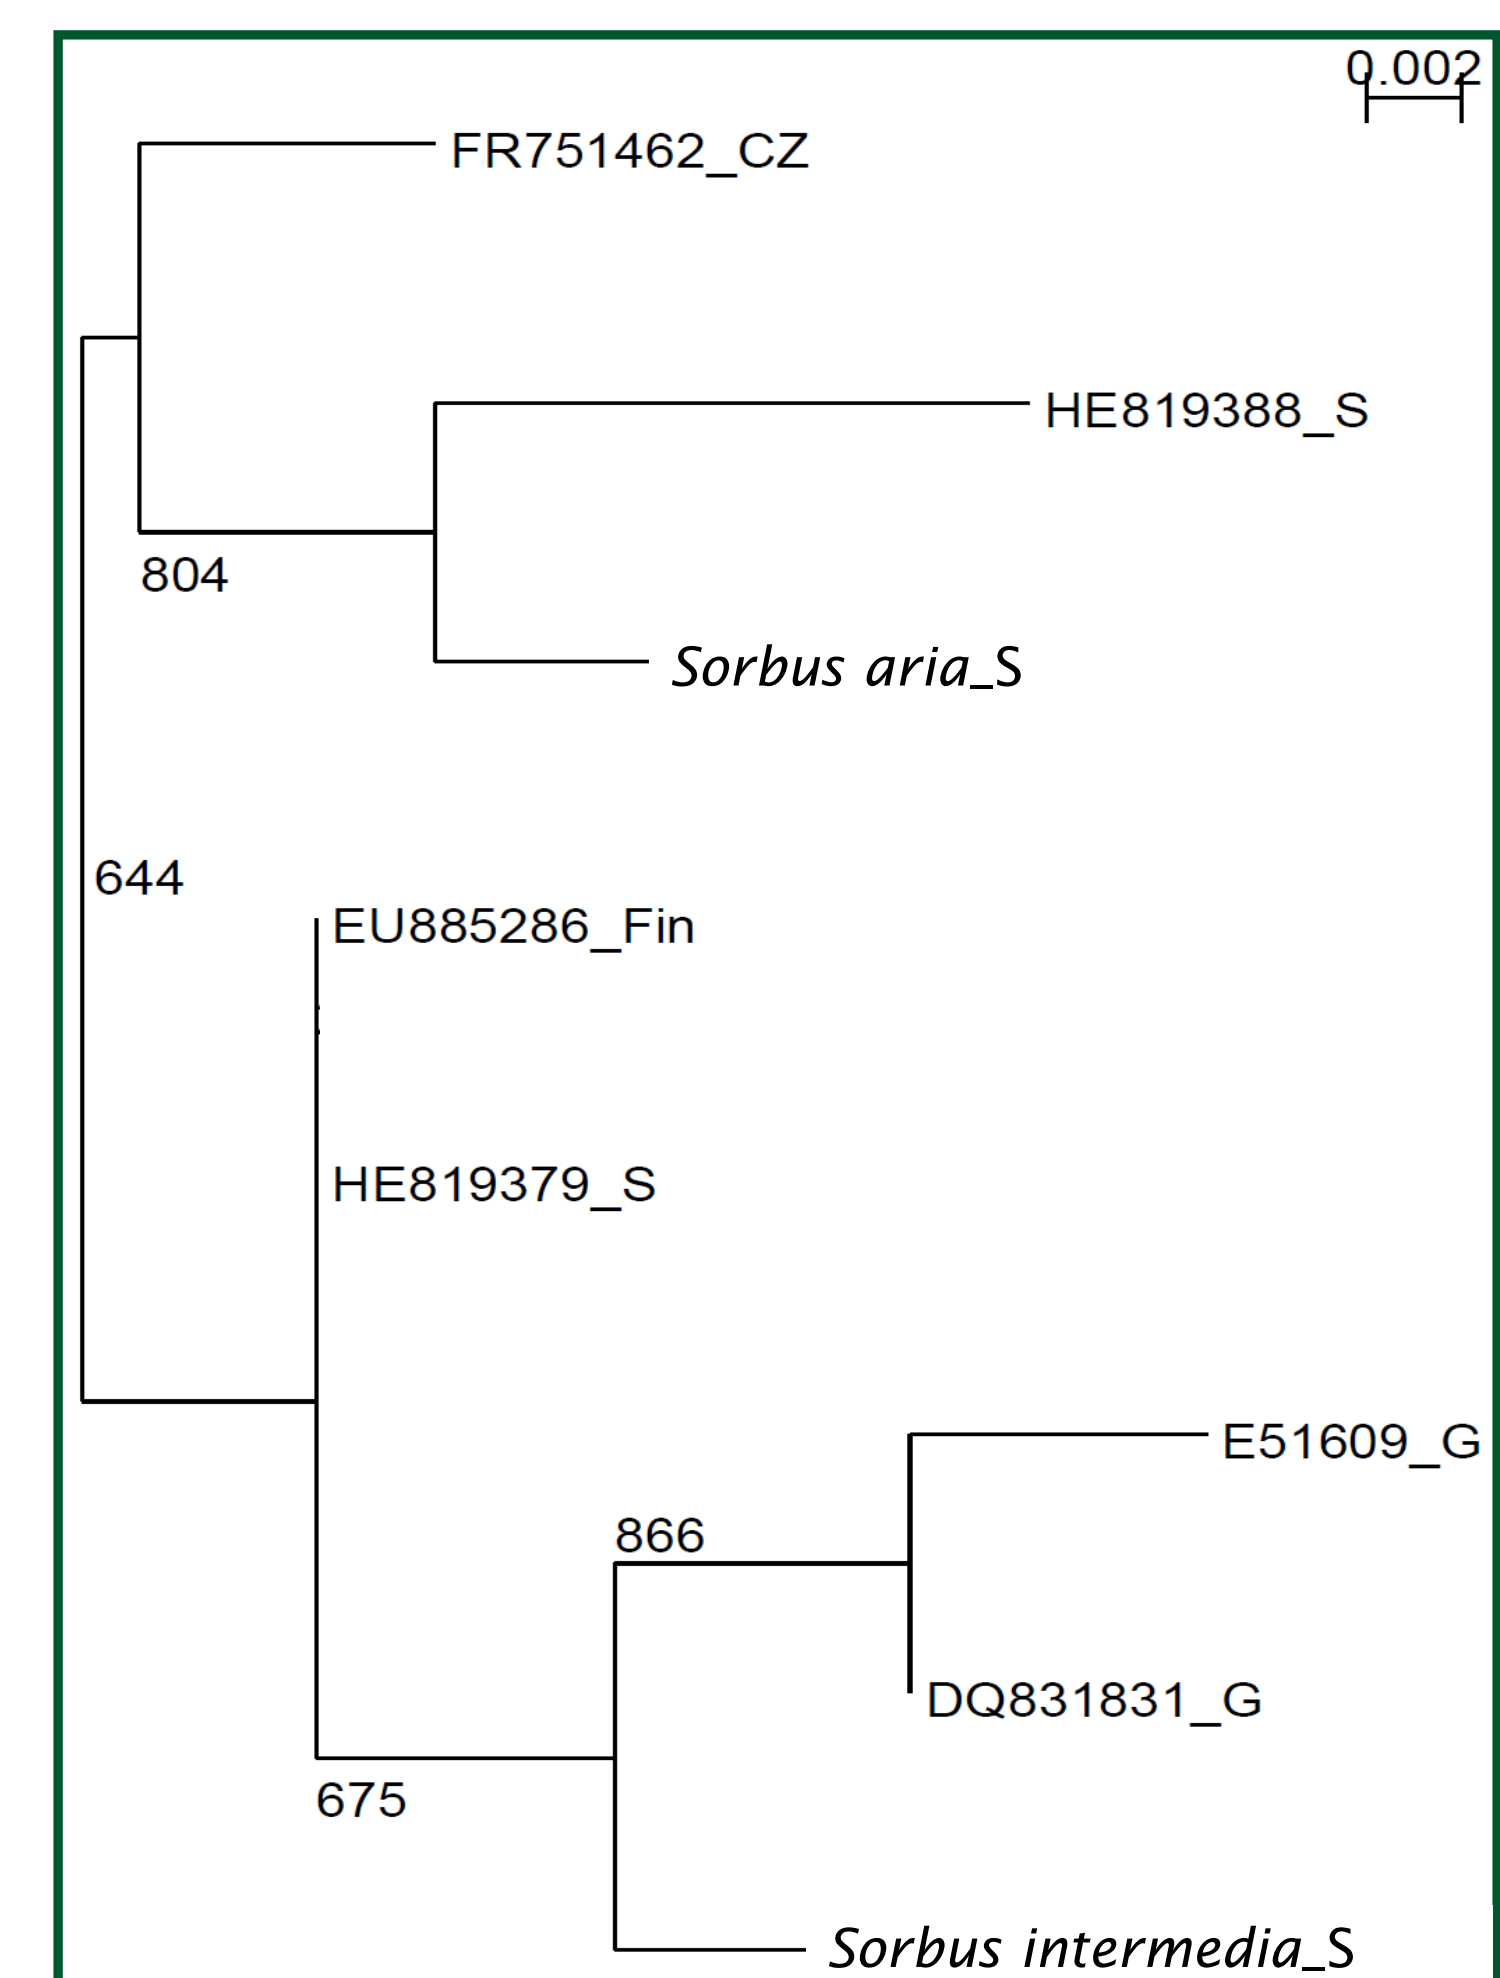 0.002
FR751462_CZ
HE819388_S
804
Sorbus aria_S
644
EU885286_Fin
HE819379_S
E51609_G
866
DQ831831_G
675
Sorbus intermedia_S